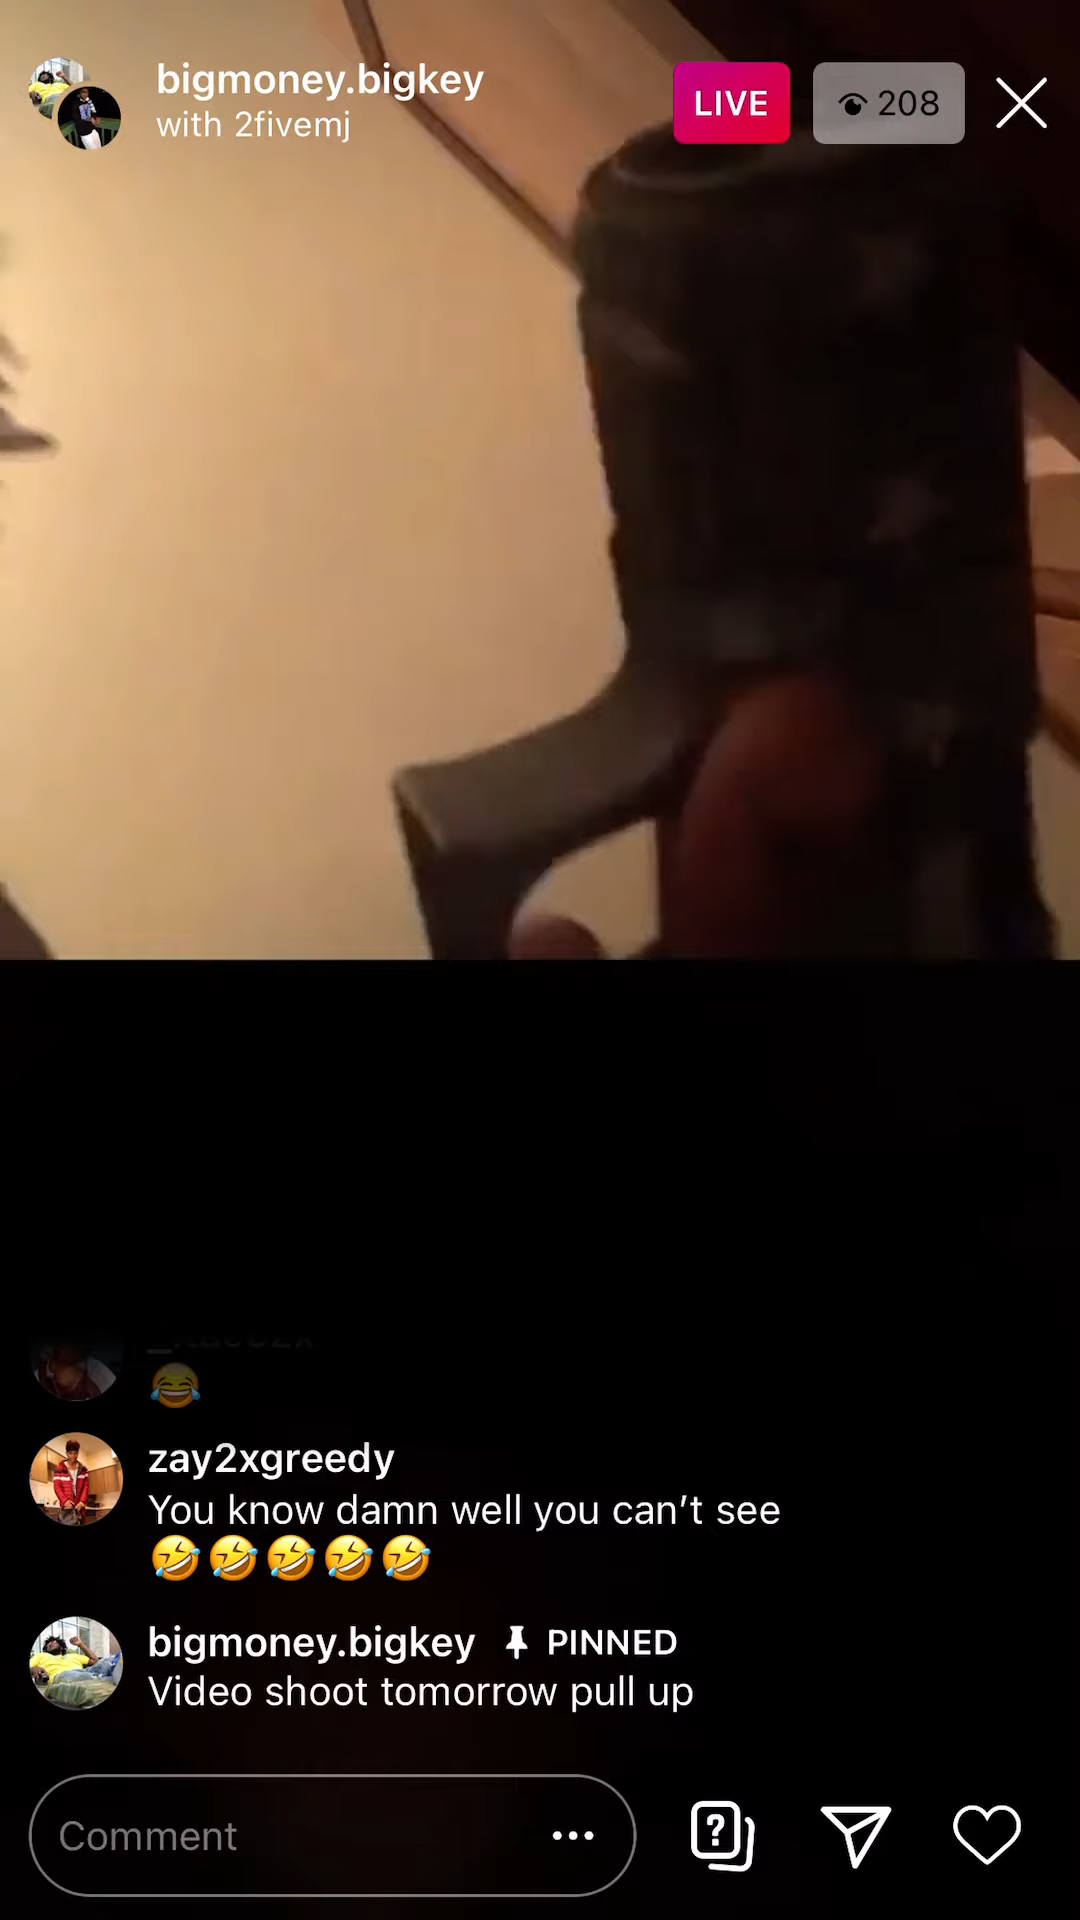 bigmoney.bigkey
with 2fivemj
LIVE
208
😂
zay2xgreedy
You know damn well you can’t see
🤣🤣🤣🤣🤣
bigmoney.bigkey PINNED
Video shoot tomorrow pull up
Comment